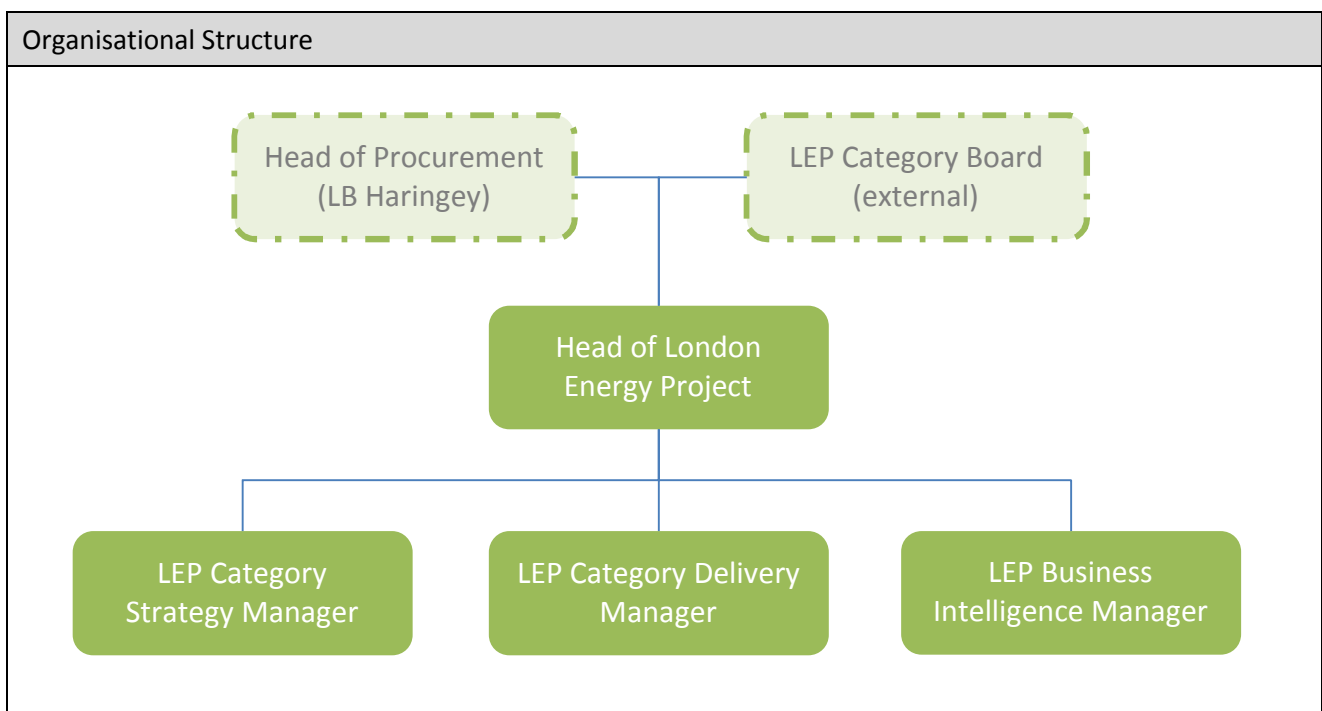 Organisational Structure
Head of Procurement
(LB Haringey)
LEP Category Board
(external)
Head of London
Energy Project
LEP Category
Strategy Manager
LEP Category Delivery
Manager
LEP Business
Intelligence Manager